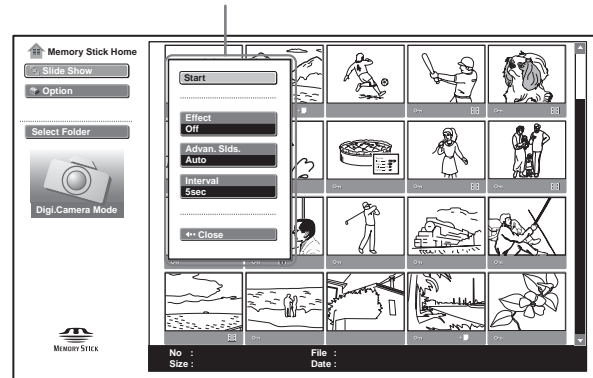 Memory Stick Home
Slide Show
Option
Select Folder
Digi.Camera Mode
MEMORY STICK
Start
Effect
Off
Advan. Slds.
Auto
Interval
5sec
Close
No :
File :
Size :
Date :